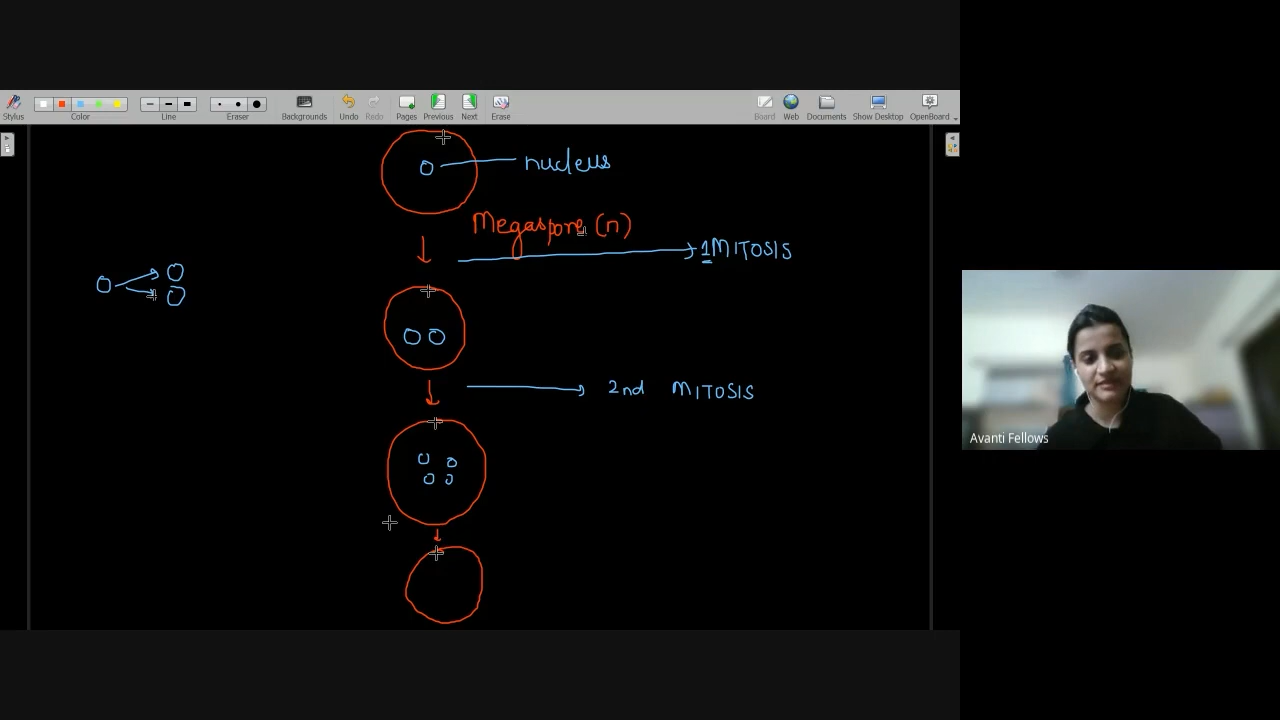 Stylus
Color
Line
Eraser
Backgrounds
Undo
Redo
Pages
Previous
Next
Erase
Board
Web
Documents
Show Desktop
OpenBoard
nucleus
Megaspore (n)
1 MITOSIS
2nd MITOSIS
Avanti Fellows